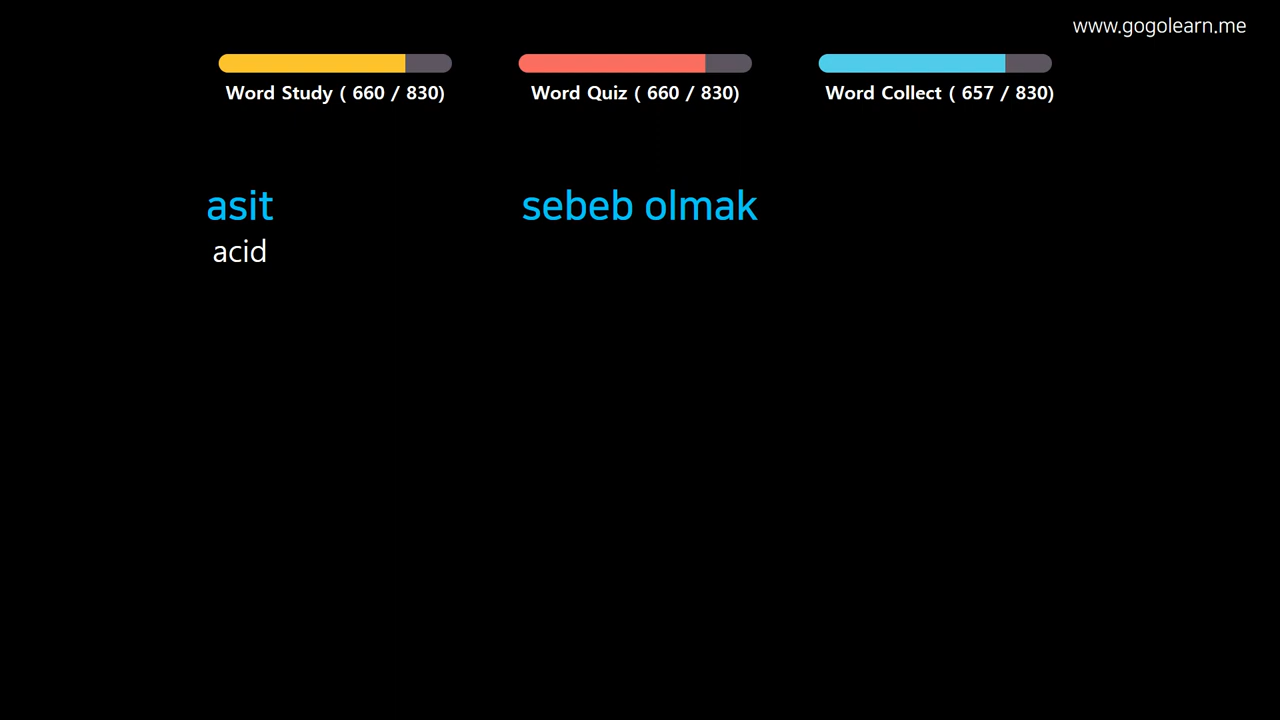 www.gogolearn.me
Word Study ( 660 / 830)
Word Quiz ( 660 / 830)
Word Collect ( 657 / 830)
asit
sebeb olmak
acid